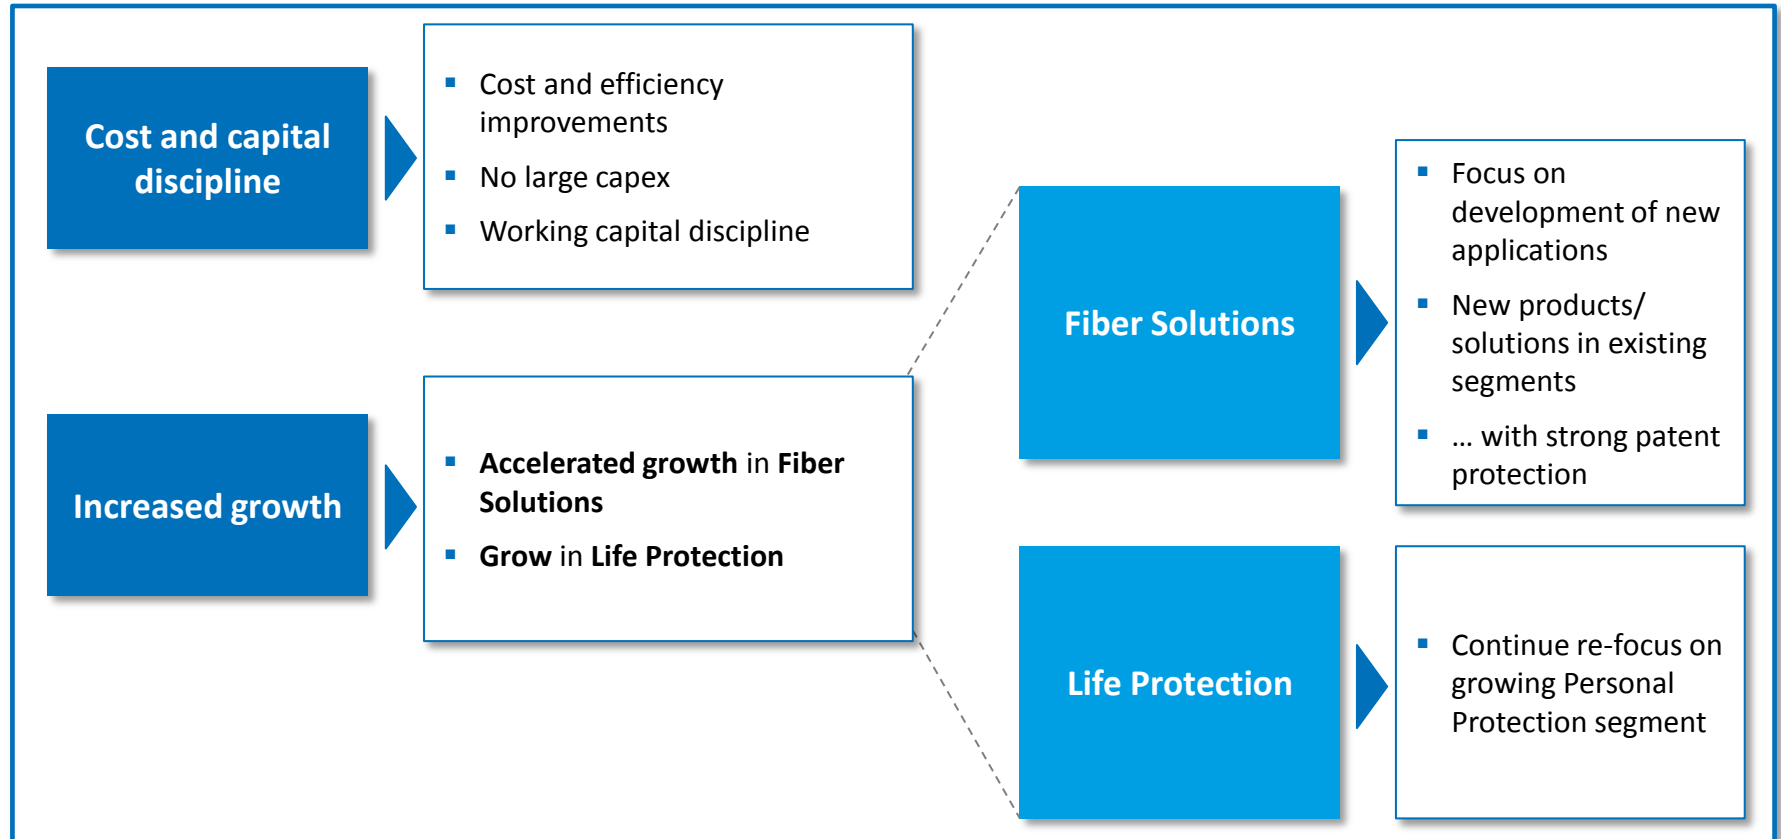 Cost and capital
discipline
▪ Cost and efficiency
improvements
▪ No large capex
▪ Working capital discipline
Increased growth
▪ Accelerated growth in Fiber
Solutions
▪ Grow in Life Protection
Fiber Solutions
▪ Focus on
development of new
applications
▪ New products/
solutions in existing
segments
▪ ... with strong patent
protection
Life Protection
▪ Continue re-focus on
growing Personal
Protection segment